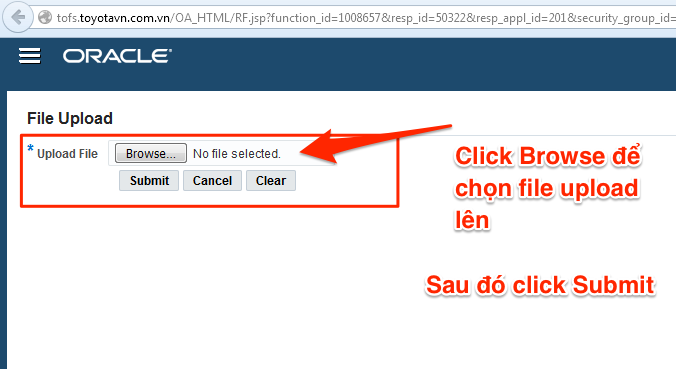 tofs.toyotavn.com.vn/OA_HTML/RF.jsp?function_id=1008657&resp_id=50322&resp_appl_id=201&security_group_id=
ORACLE
File Upload
* Upload File Browse... No file selected.
Submit Cancel Clear
Click Browse để
chọn file upload
lên
Sau đó click Submit